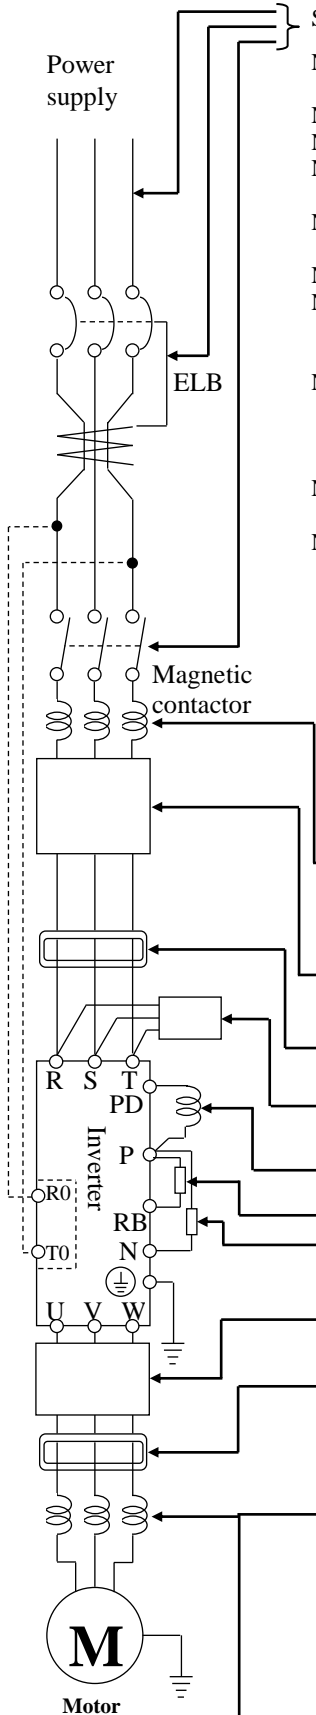 S
Power
supply
N
N
N
N
N
N
N
N
ELB
N
N
Magnetic
contactor
R S T
PD
Inverter
P
R0
RB
T0
N
U V W
M
Motor